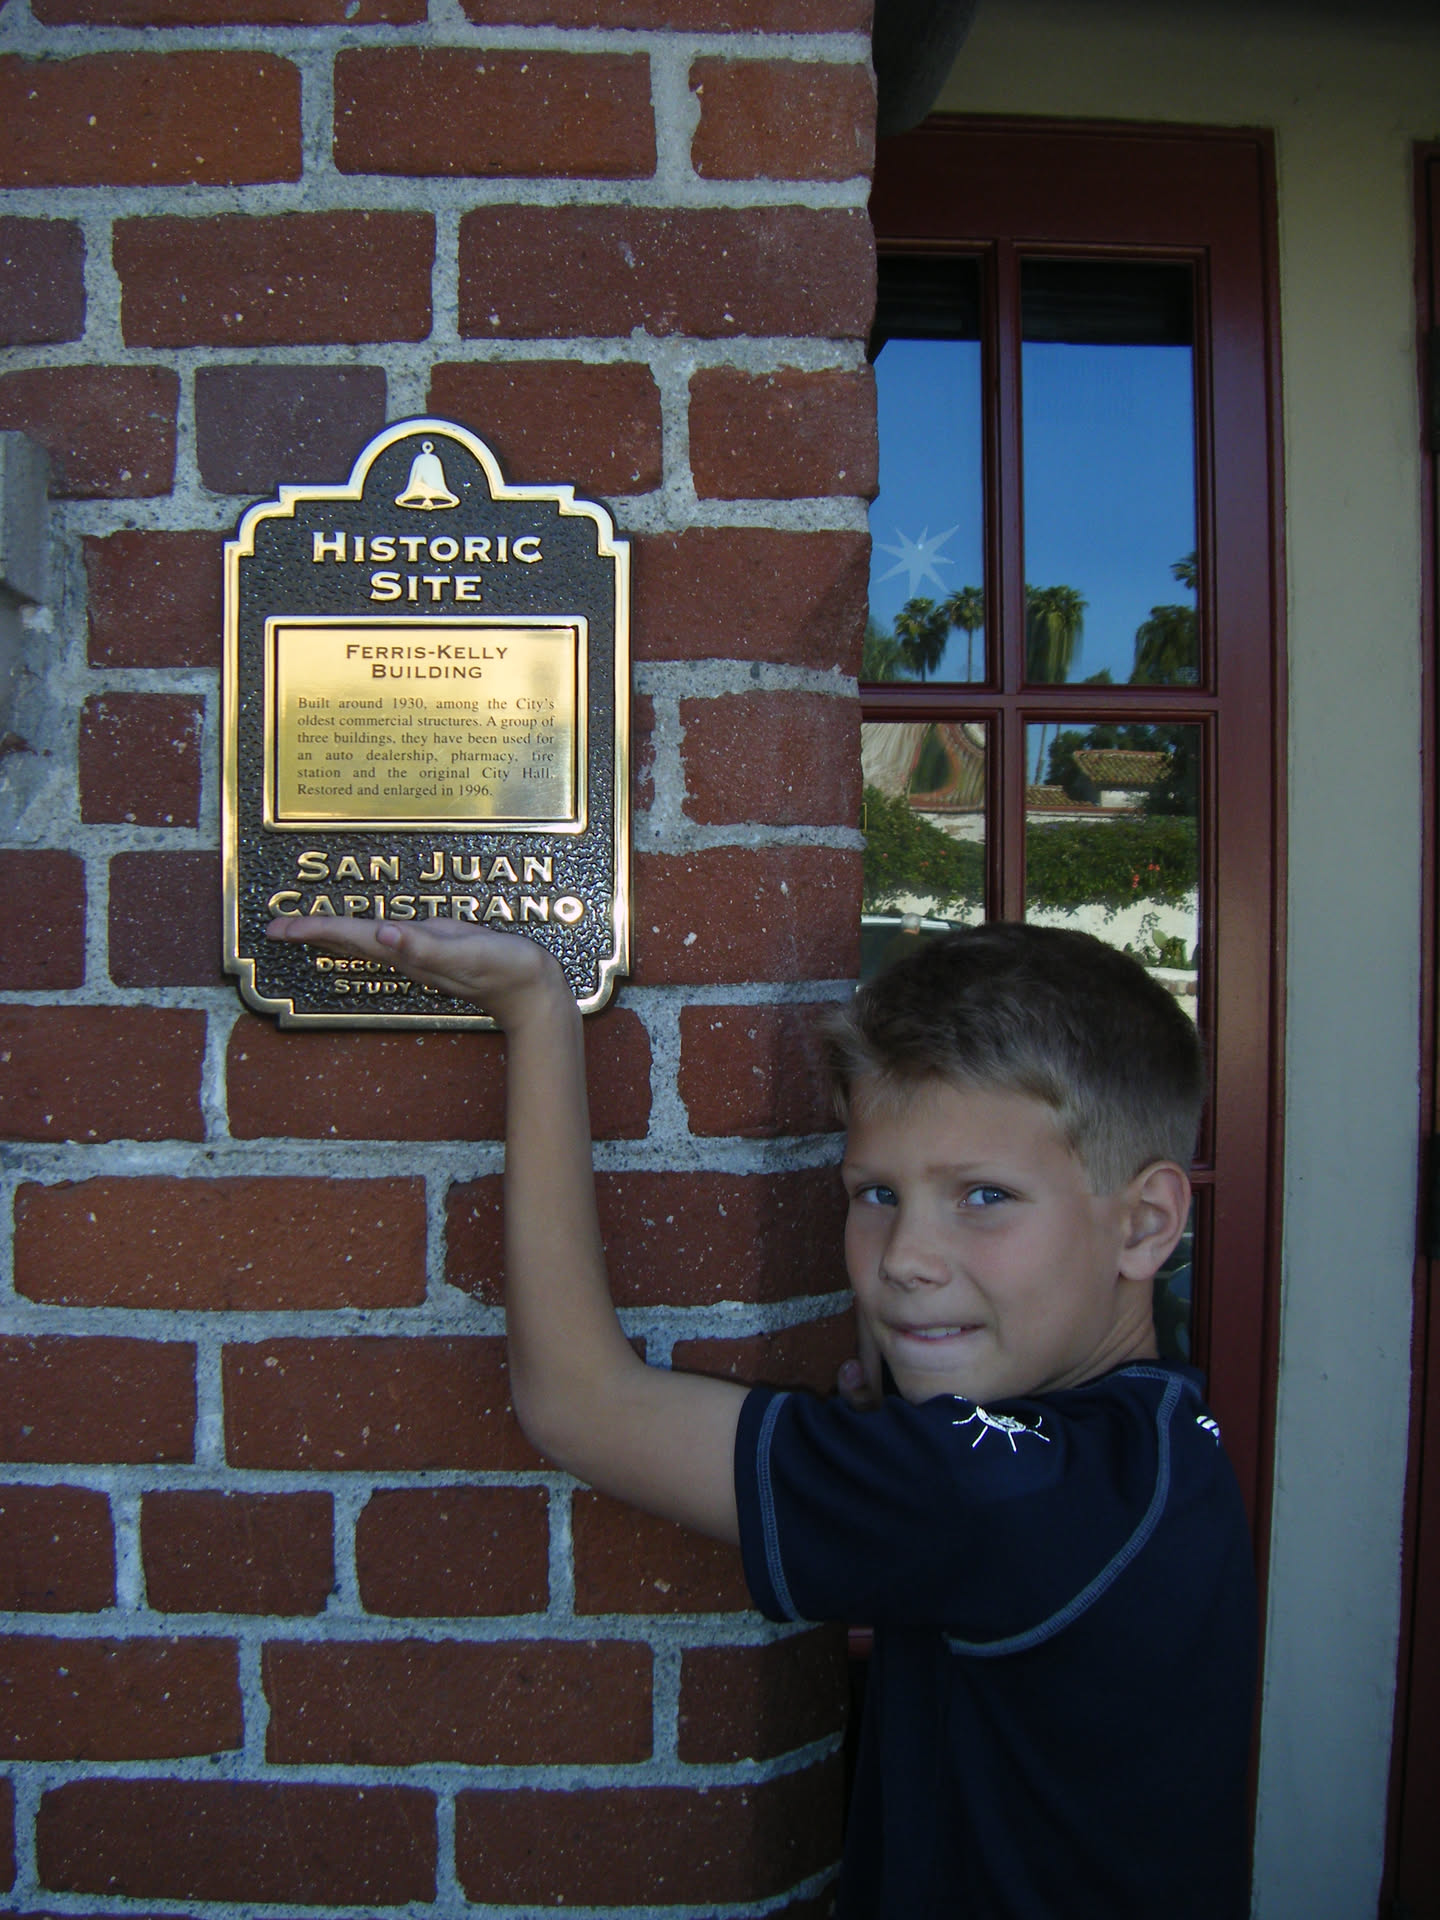 HISTORIC
SITE
FERRIS-KELLY
BUILDING
Built around 1930, among the City's
oldest commercial structures. A group of
three buildings, they have been used for
an auto dealership, pharmacy, fire
station and the original City Hall.
Restored and enlarged in 1996.
SAN JUAN
CAPISTRANO
STUDY